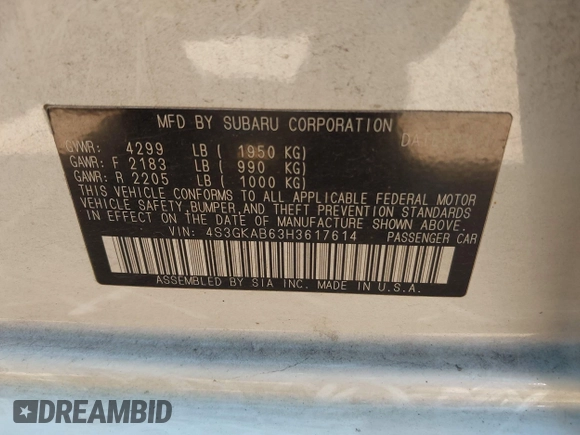 MFD BY SUBARU CORPORATION
GVWR: 4299 LB ( 1950 KG)
GAWR: F 2183 LB ( 990 KG)
GAWR: R 2205 LB ( 1000 KG)
THIS VEHICLE CONFORMS TO ALL APPLICABLE FEDERAL MOTOR
VEHICLE SAFETY, BUMPER, AND THEFT PREVENTION STANDARDS
IN EFFECT ON THE DATE OF MANUFACTURE SHOWN ABOVE.
VIN: 4S3GKAB63H3617614 PASSENGER CAR
ASSEMBLED BY SIA INC. MADE IN U.S.A.
DREAMBID